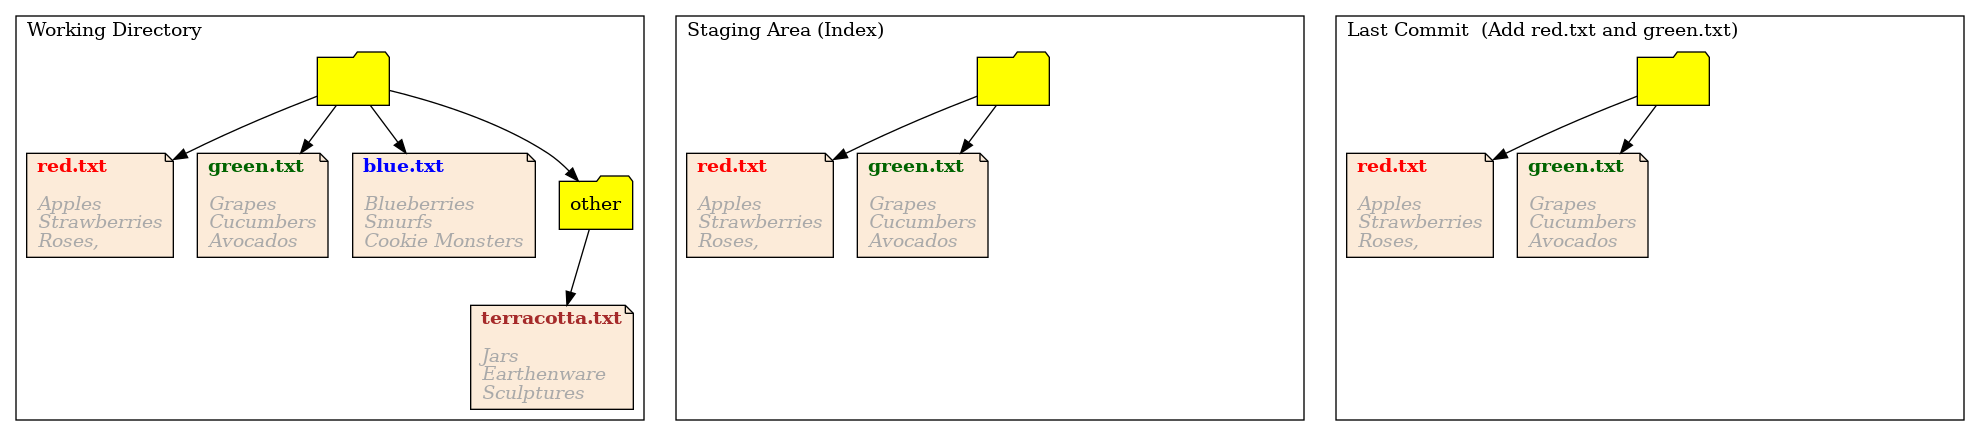 Working Directory
red.txt
Apples
Strawberries
Roses,
green.txt
Grapes
Cucumbers
Avocados
blue.txt
Blueberries
Smurfs
Cookie Monsters
other
terracotta.txt
Jars
Earthenware
Sculptures
Staging Area (Index)
red.txt
Apples
Strawberries
Roses,
green.txt
Grapes
Cucumbers
Avocados
Last Commit  (Add red.txt and green.txt)
red.txt
Apples
Strawberries
Roses,
green.txt
Grapes
Cucumbers
Avocados